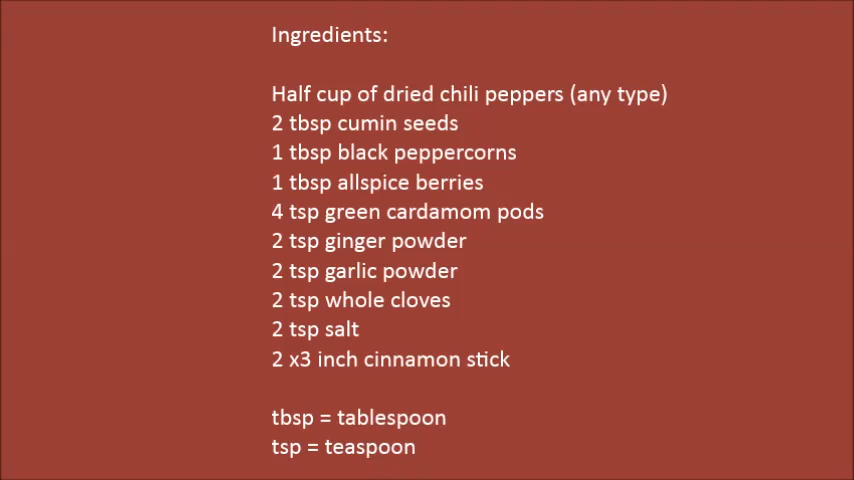 Ingredients:
Half cup of dried chili peppers (any type)
2 tbsp cumin seeds
1 tbsp black peppercorns
1 tbsp allspice berries
4 tsp green cardamom pods
2 tsp ginger powder
2 tsp garlic powder
2 tsp whole cloves
2 tsp salt
2 x3 inch cinnamon stick
tbsp = tablespoon
tsp = teaspoon